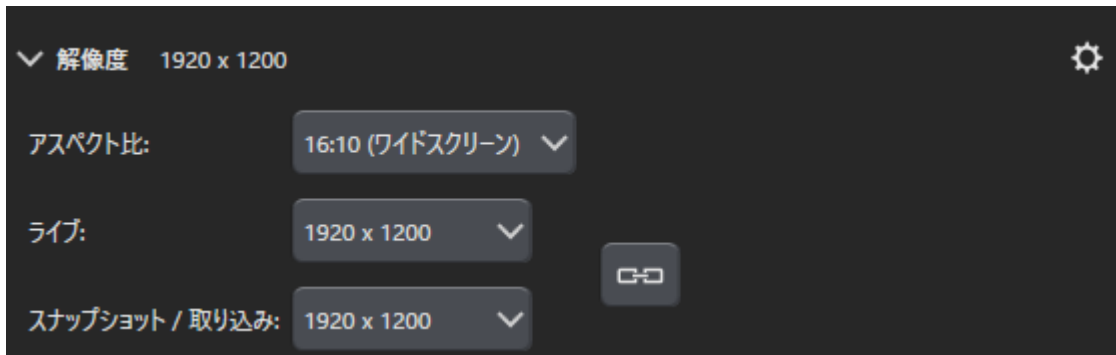 解像度 1920 x 1200
アスペクト比: 16:10 (ワイドスクリーン)
ライブ: 1920 x 1200
スナップショット / 取り込み: 1920 x 1200